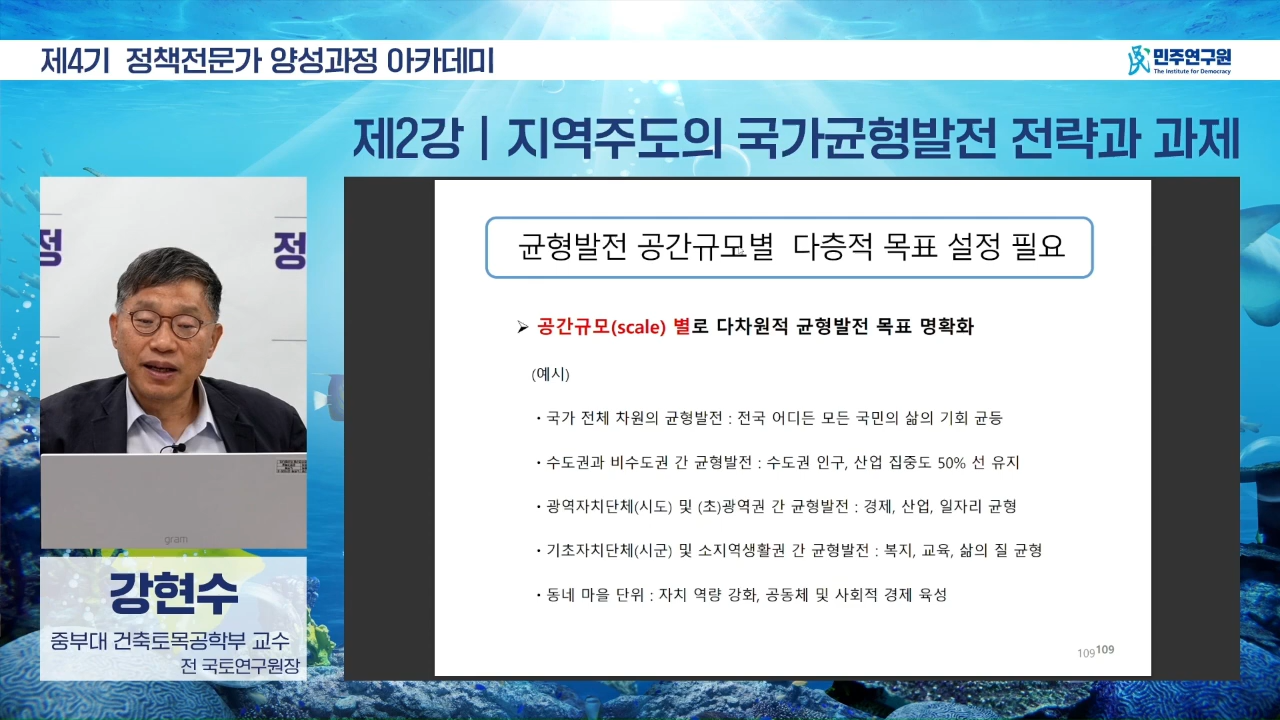 제4기 정책전문가 양성과정 아카데미
민주연구원
The Institute for Democracy
제2강 | 지역주도의 국가균형발전 전략과 과제
정
정
균형발전 공간규모별 다층적 목표 설정 필요
➢ 공간규모(scale) 별로 다차원적 균형발전 목표 명확화
(예시)
・국가 전체 차원의 균형발전 : 전국 어디든 모든 국민의 삶의 기회 균등
・수도권과 비수도권 간 균형발전 : 수도권 인구, 산업 집중도 50% 선 유지
・광역자치단체(시도) 및 (초)광역권 간 균형발전 : 경제, 산업, 일자리 균형
・기초자치단체(시군) 및 소지역생활권 간 균형발전 : 복지, 교육, 삶의 질 균형
・동네 마을 단위 : 자치 역량 강화, 공동체 및 사회적 경제 육성
109 109
gram
강현수
중부대 건축토목공학부 교수
전 국토연구원장